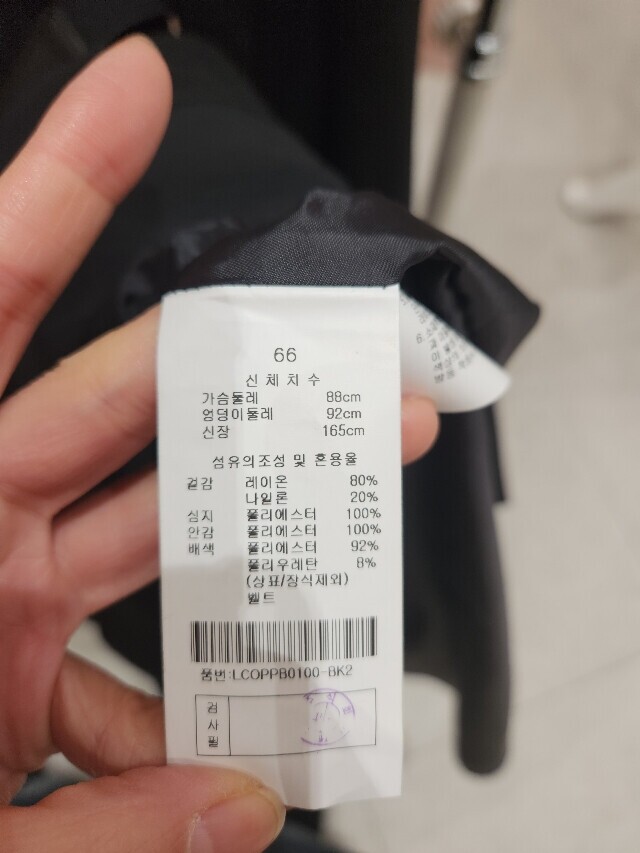 66
신체치수
가슴둘레 88cm
엉덩이둘레 92cm
신장 165cm
섬유의조성 및 혼용율
겉감 레이온 80%
나일론 20%
심지 폴리에스터 100%
안감 폴리에스터 100%
배색 폴리에스터 92%
폴리우레탄 8%
(상표/장식제외)
벨트
품번:LCOPPB0100-BK2
검
사
필